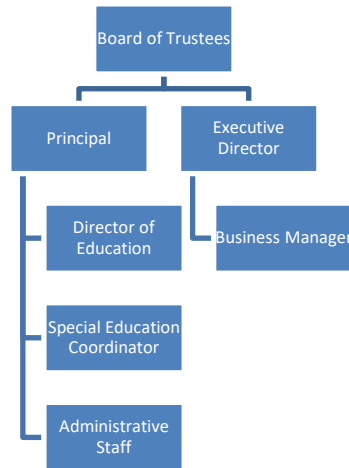 Board of Trustees
Principal
Executive
Director
Director of
Education
Business Manager
Special Education
Coordinator
Administrative
Staff